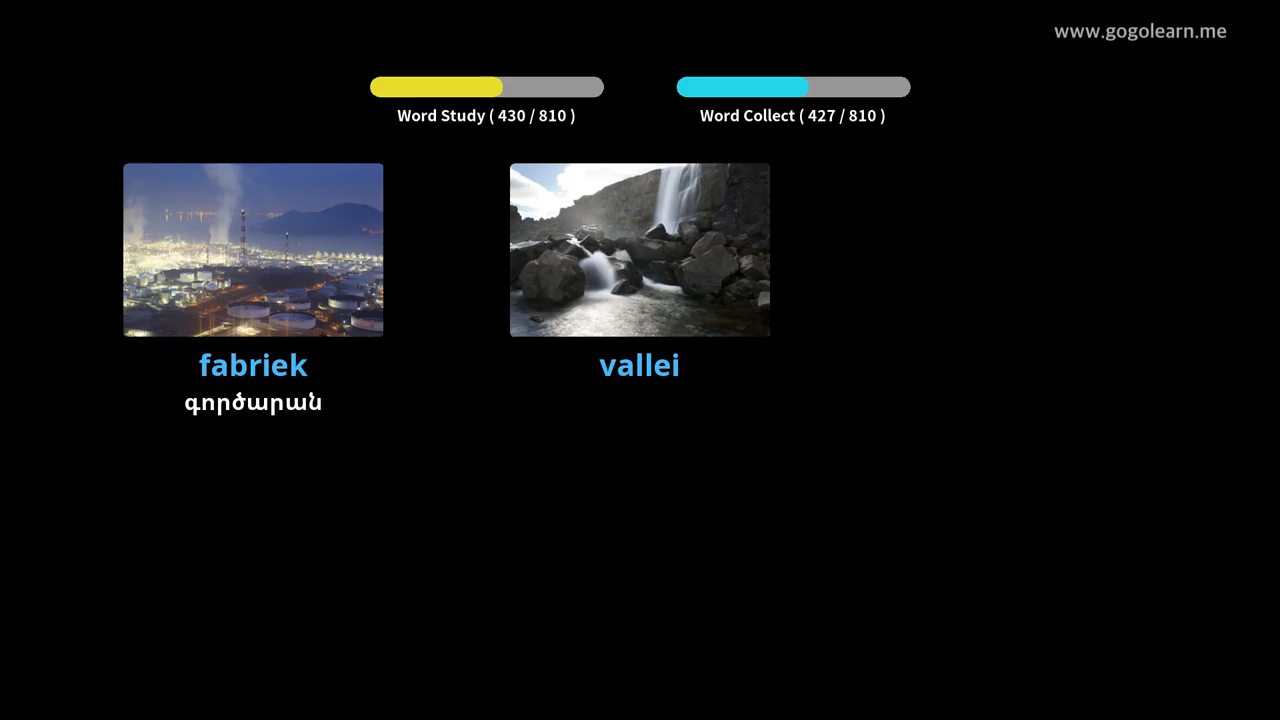 www.gogolearn.me
Word Study ( 430 / 810 )
Word Collect ( 427 / 810 )
fabriek
գործարան
vallei